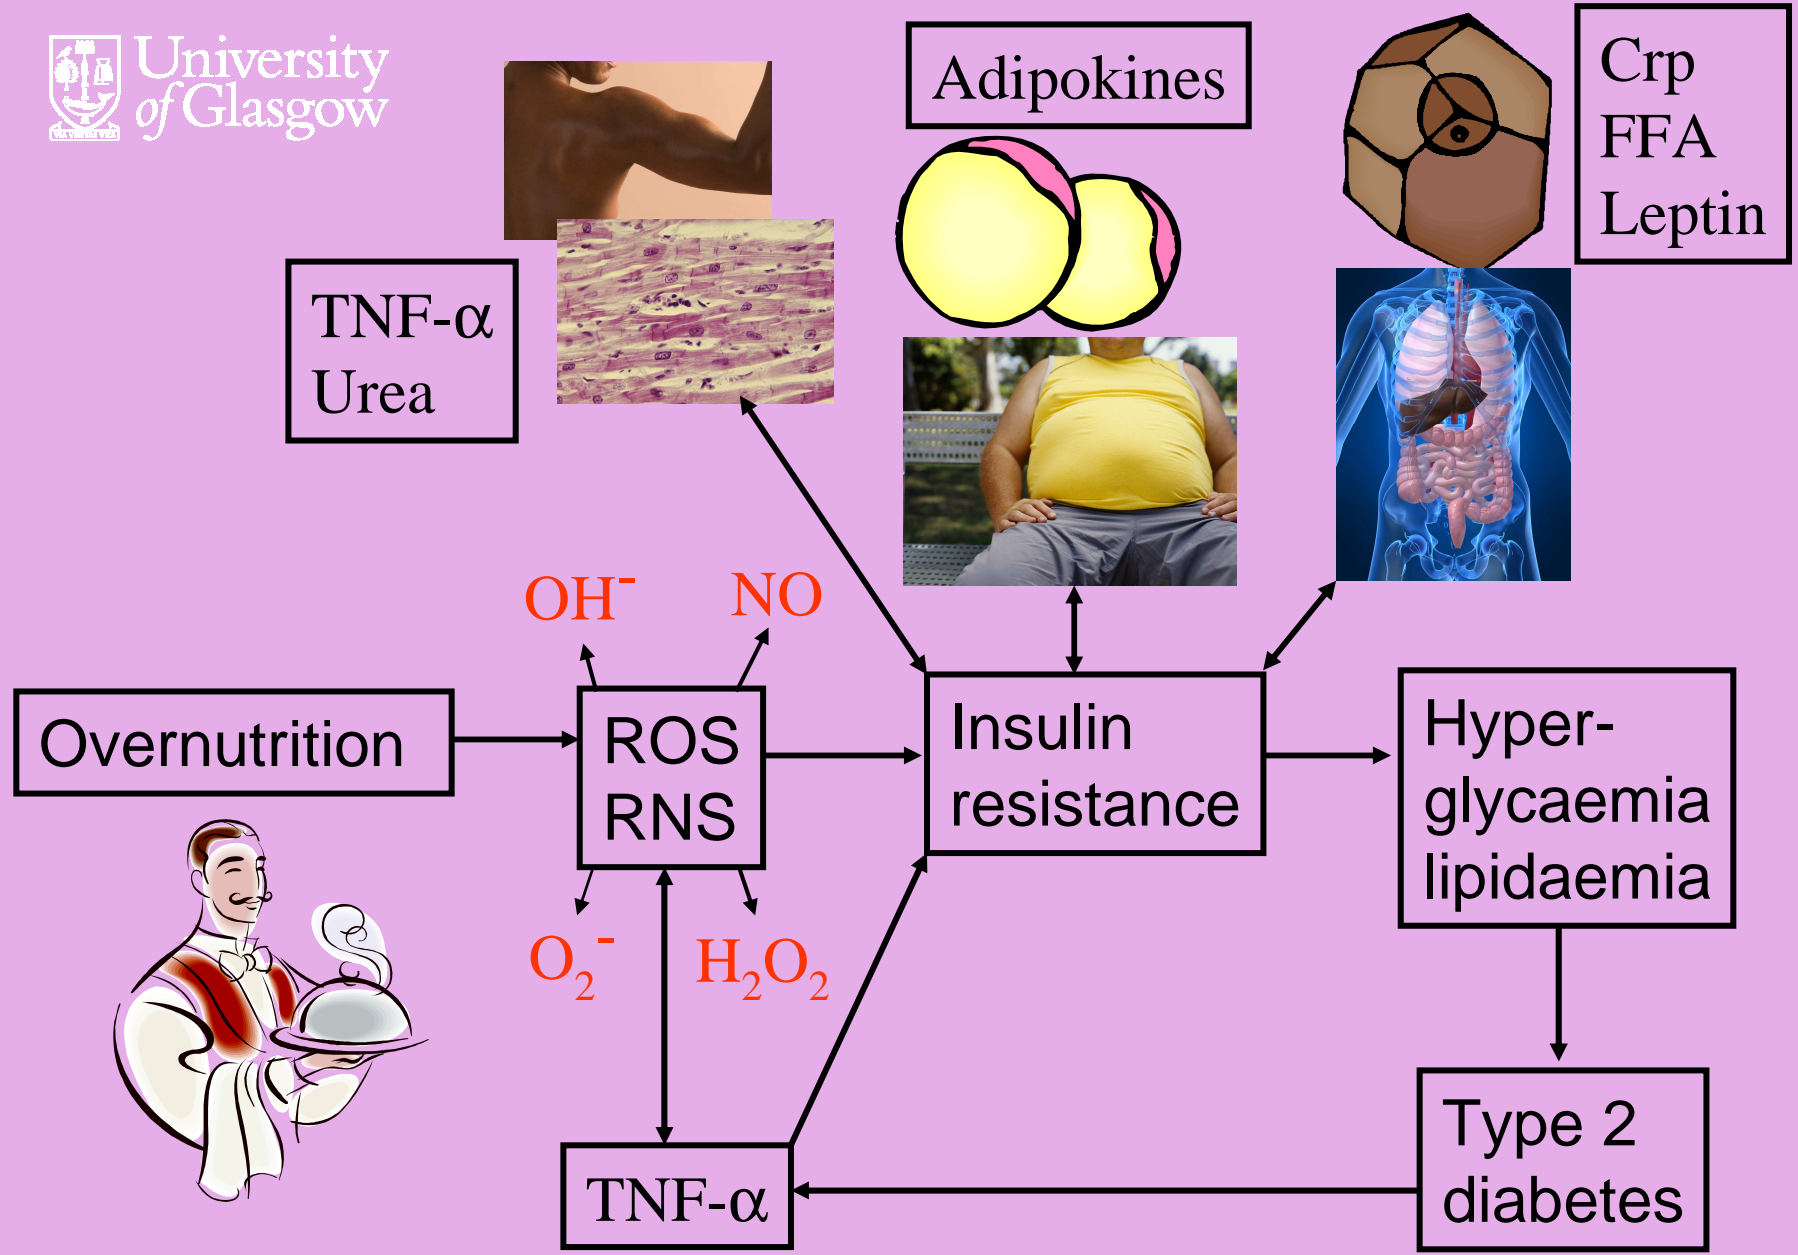 University
of Glasgow
Adipokines
Crp
FFA
Leptin
TNF-α
Urea
OH⁻
NO
Overnutrition
ROS
RNS
Insulin
resistance
Hyper-
glycaemia
lipidaemia
O₂⁻
H₂O₂
TNF-α
Type 2
diabetes